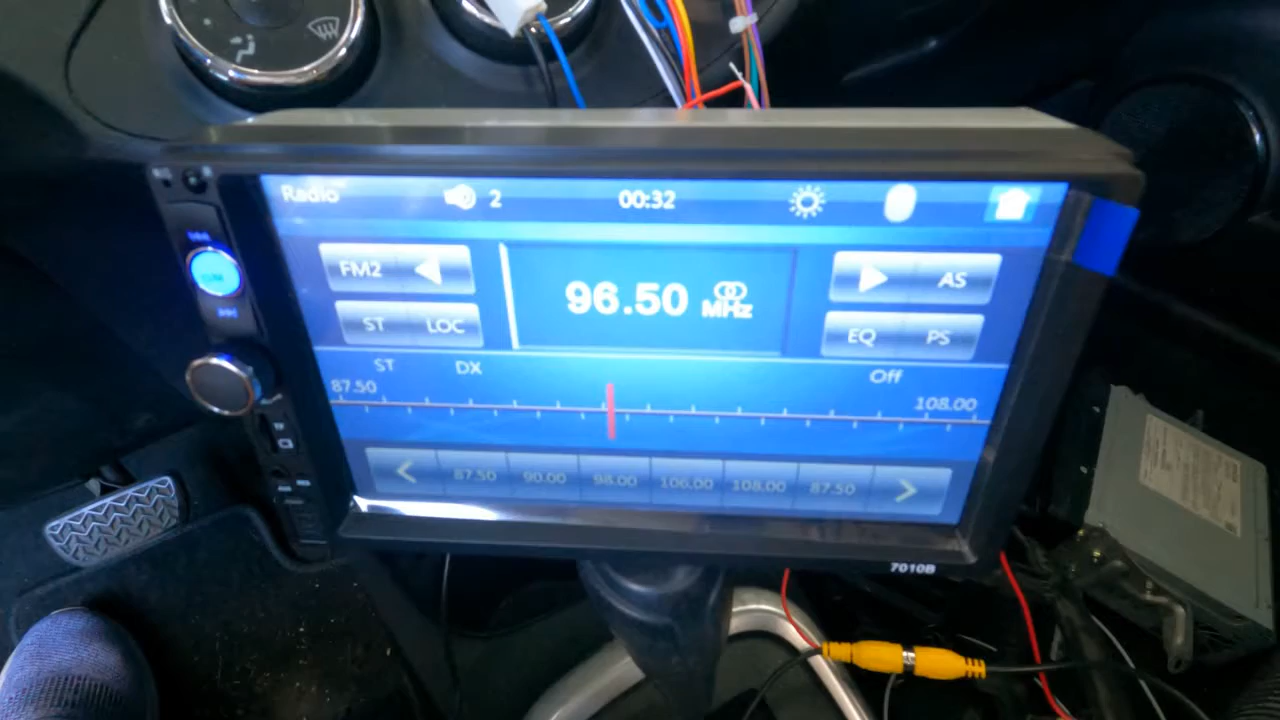 Radio 2 00:32
FM2 96.50 MHz AS
ST LOC EQ PS
ST DX Off
87.50 108.00
87.50 90.00 98.00 106.00 108.00 87.50
7010B